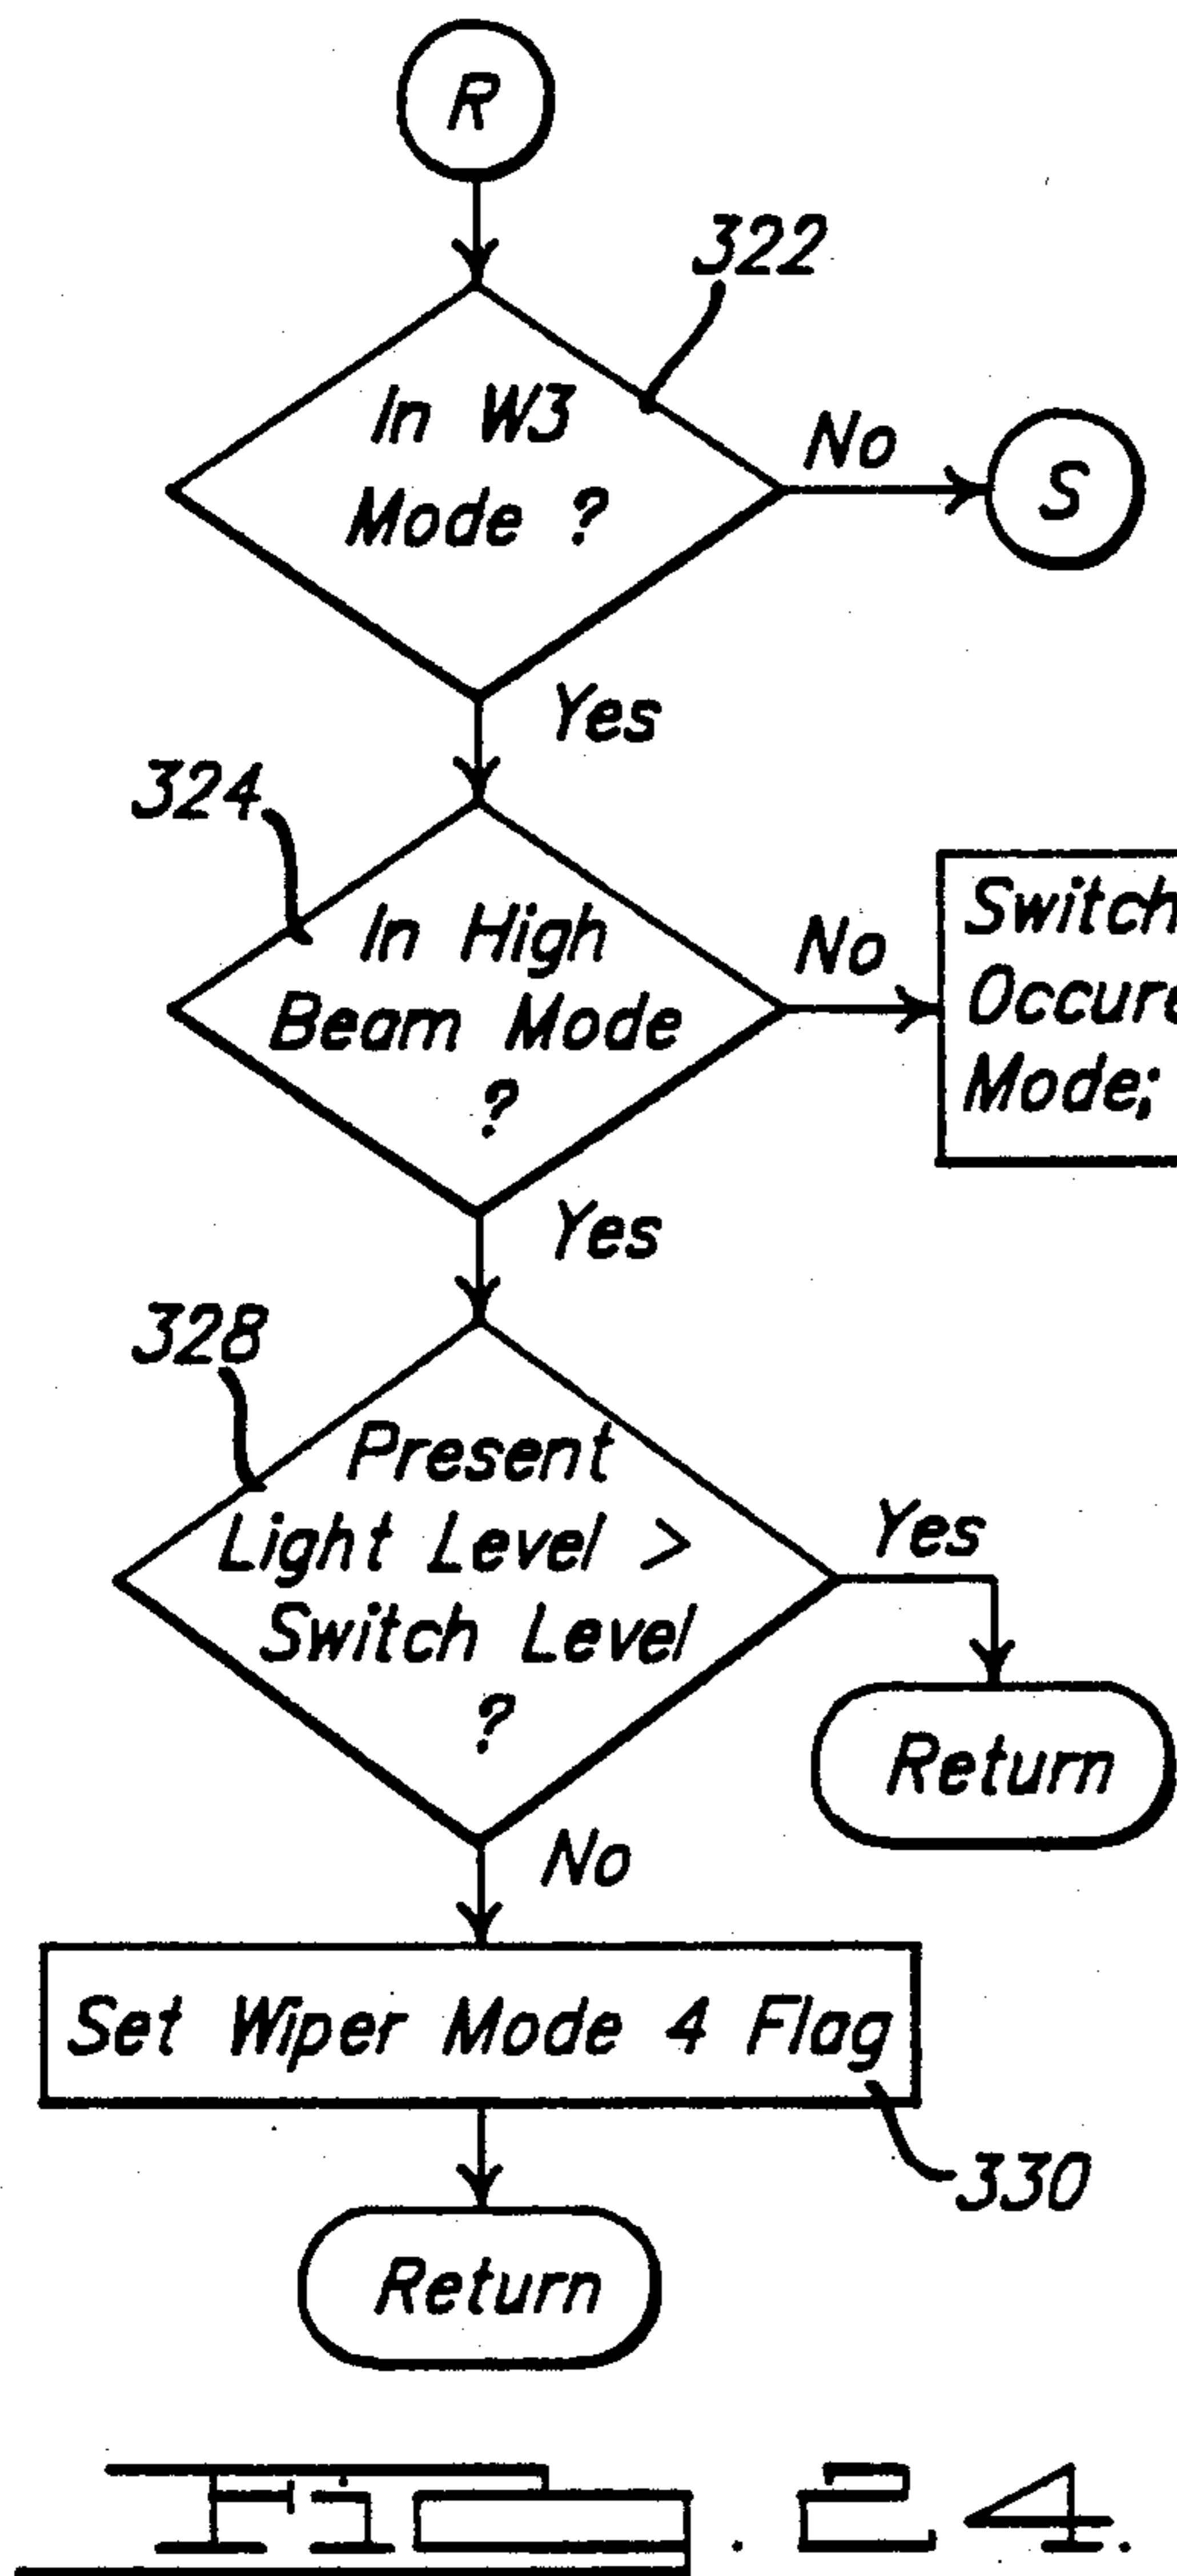 R
322
In W3
Mode ?
No
S
Yes
324
In High
Beam Mode
?
No
Switch
Mode;
Yes
328
Present
Light Level >
Switch Level
?
Yes
Return
No
Set Wiper Mode 4 Flag
330
Return
FIG. 24.